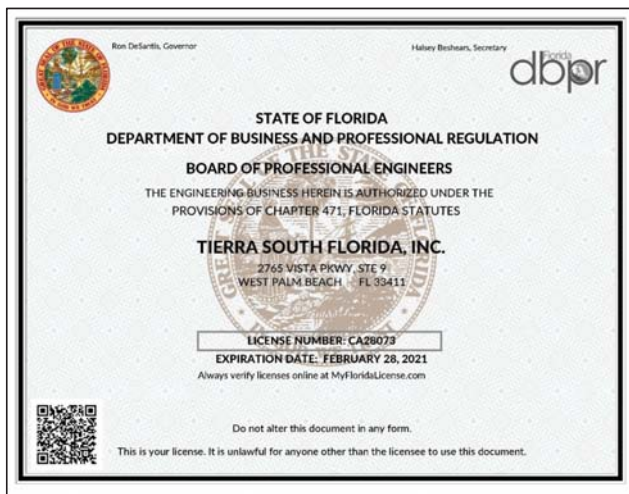 Ron DeSantis, Governor
Halsey Beshears, Secretary
Florida
dbpr
STATE OF FLORIDA
DEPARTMENT OF BUSINESS AND PROFESSIONAL REGULATION
BOARD OF PROFESSIONAL ENGINEERS
THE ENGINEERING BUSINESS HEREIN IS AUTHORIZED UNDER THE
PROVISIONS OF CHAPTER 471, FLORIDA STATUTES
TIERRA SOUTH FLORIDA, INC.
2765 VISTA PKWY, STE 9
WEST PALM BEACH FL 33411
LICENSE NUMBER: CA28073
EXPIRATION DATE: FEBRUARY 28, 2021
Always verify licenses online at MyFloridaLicense.com
Do not alter this document in any form.
This is your license. It is unlawful for anyone other than the licensee to use this document.